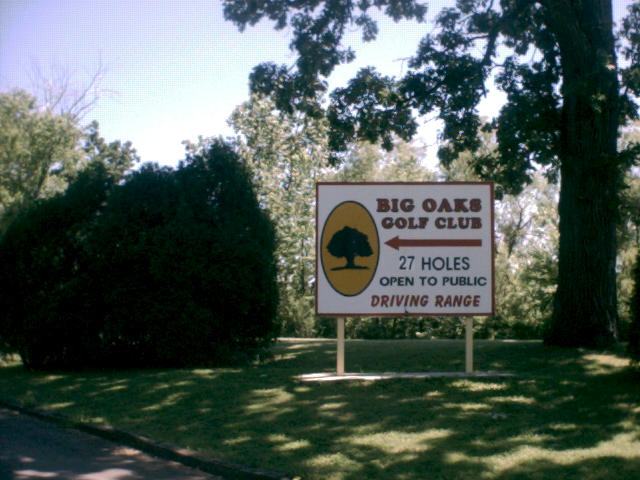 BIG OAKS
GOLF CLUB
27 HOLES
OPEN TO PUBLIC
DRIVING RANGE